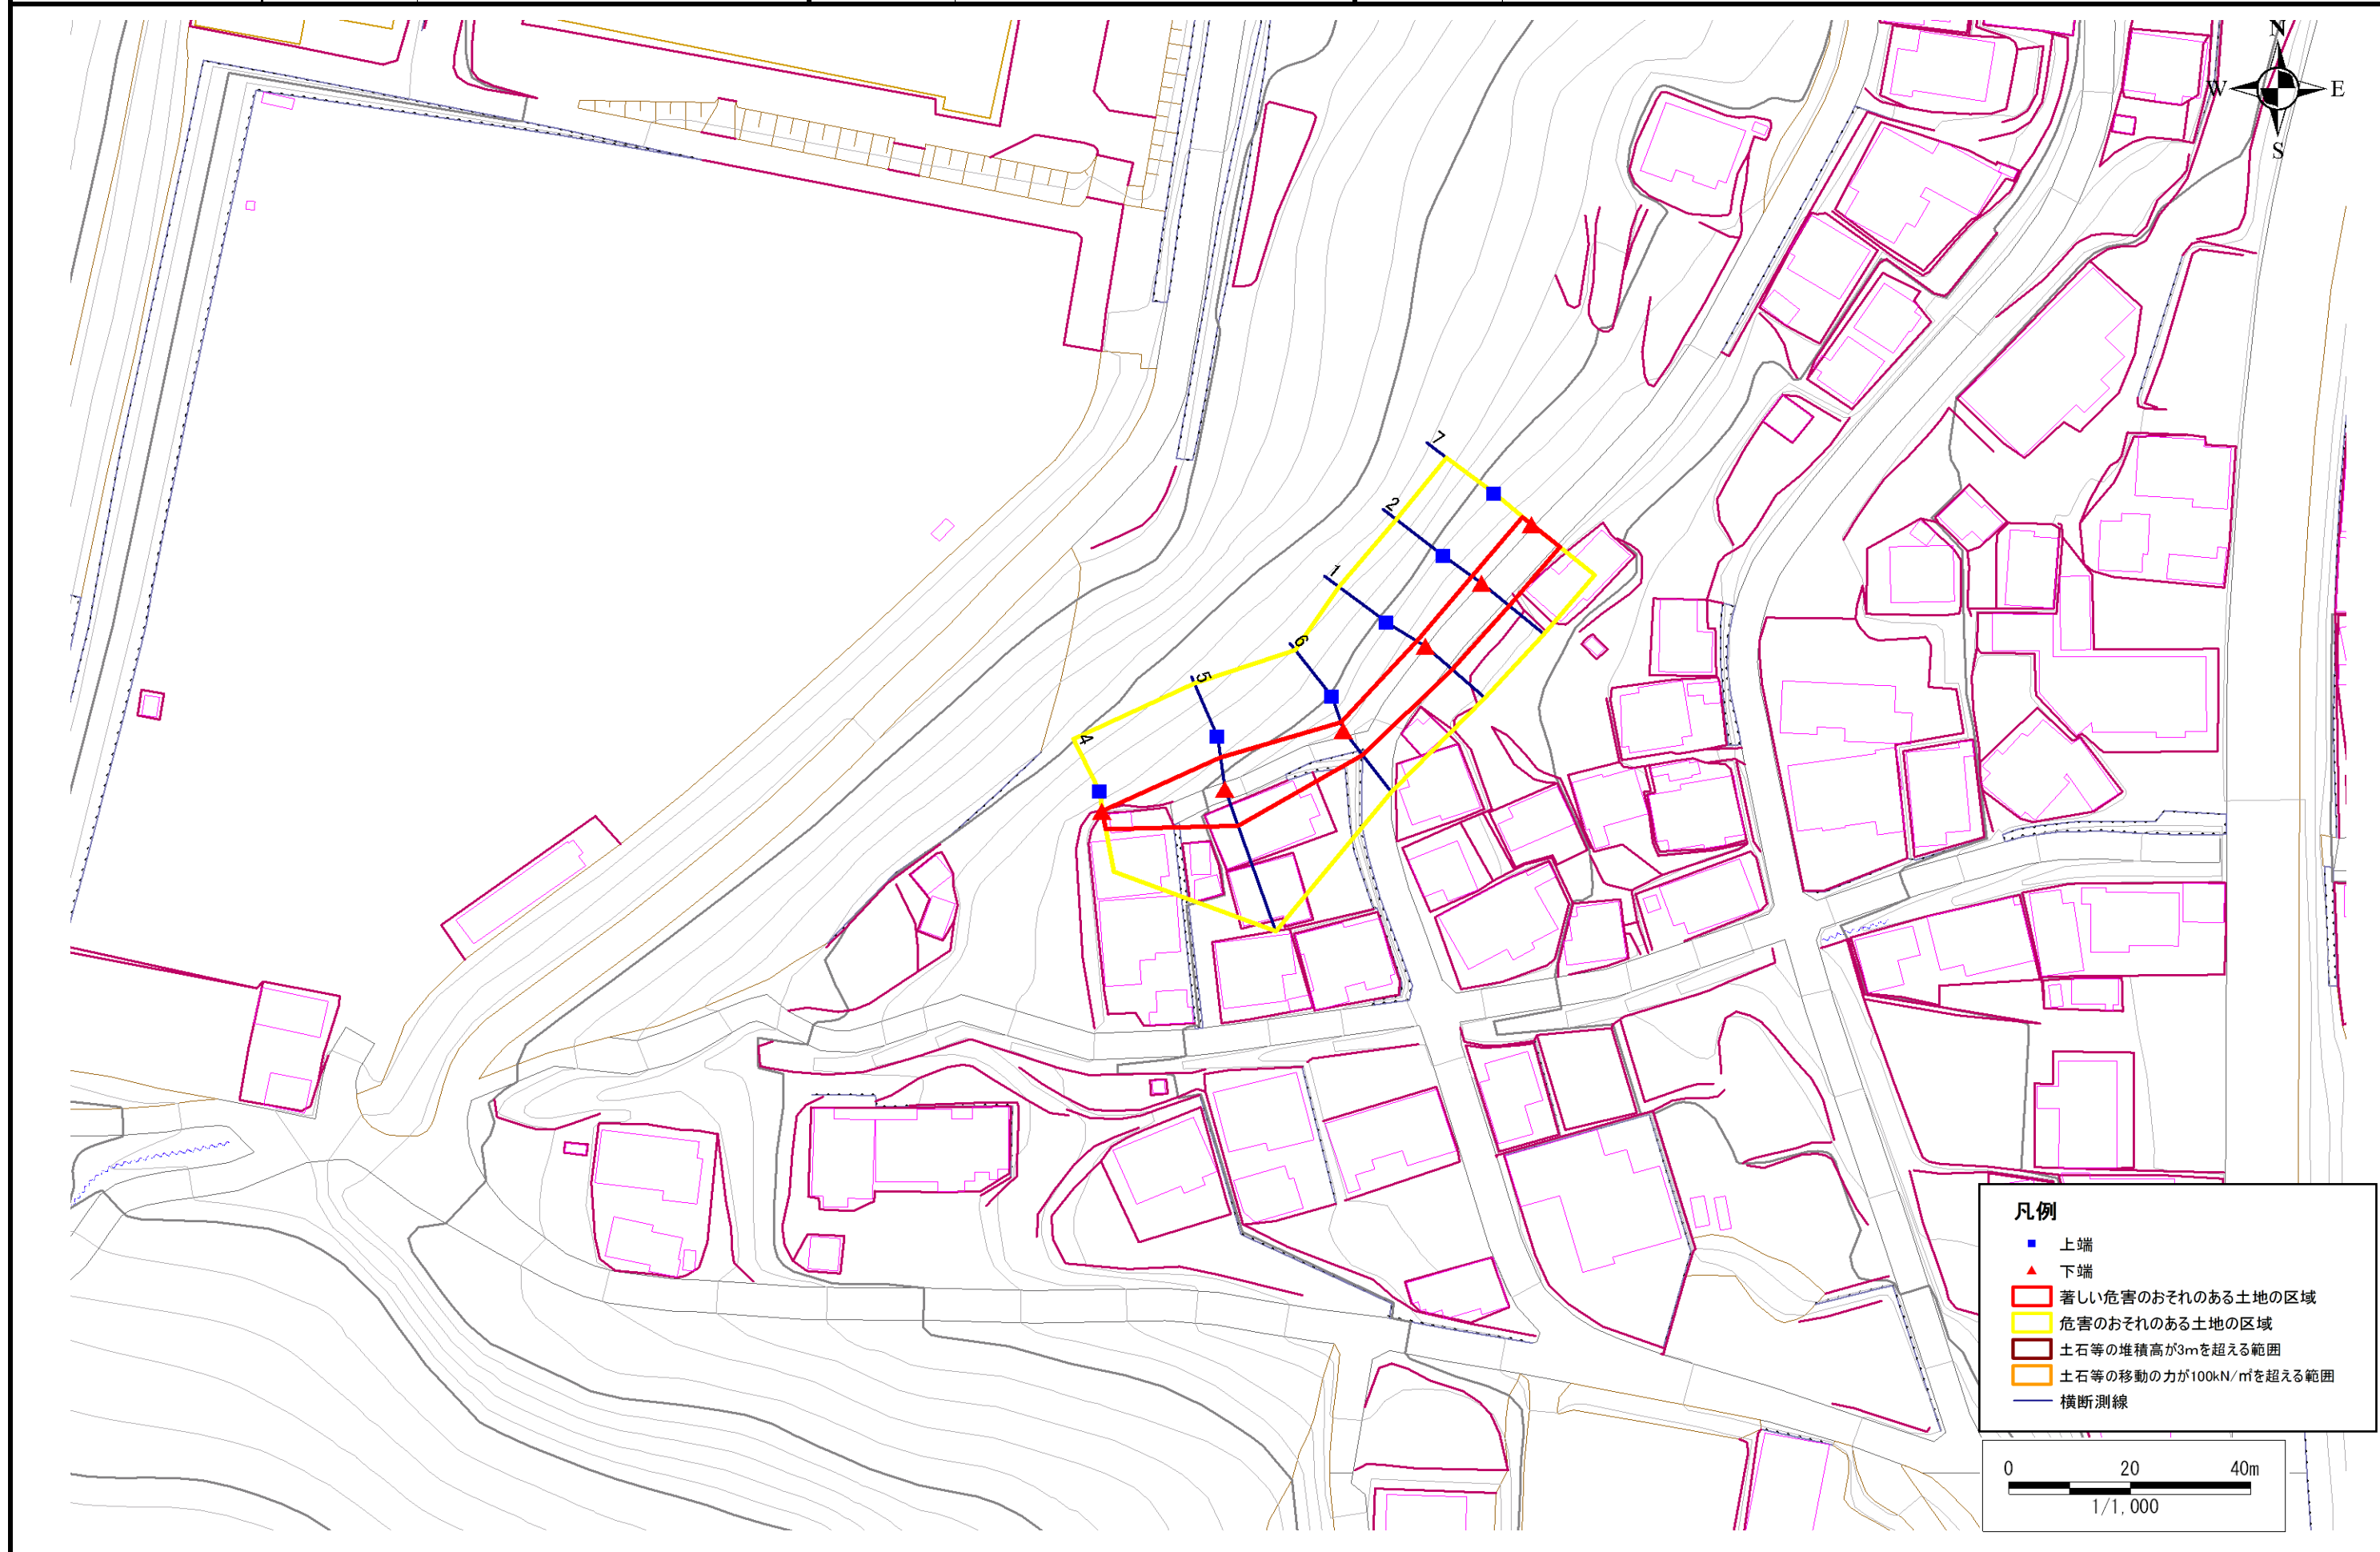 N
W E
S
7
2
1
6
5
4
凡例
上端
下端
著しい危害のおそれのある土地の区域
危害のおそれのある土地の区域
土石等の堆積高が3mを超える範囲
土石等の移動の力が100kN/㎡を超える範囲
横断測線
0 20 40m
1/1,000